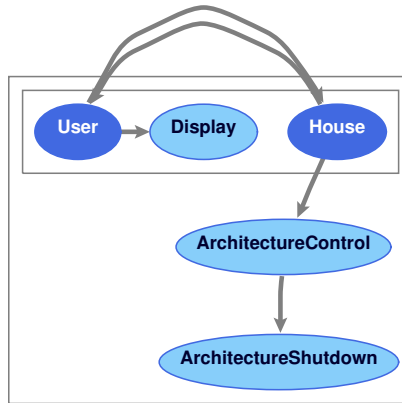 User
Display
House
ArchitectureControl
ArchitectureShutdown